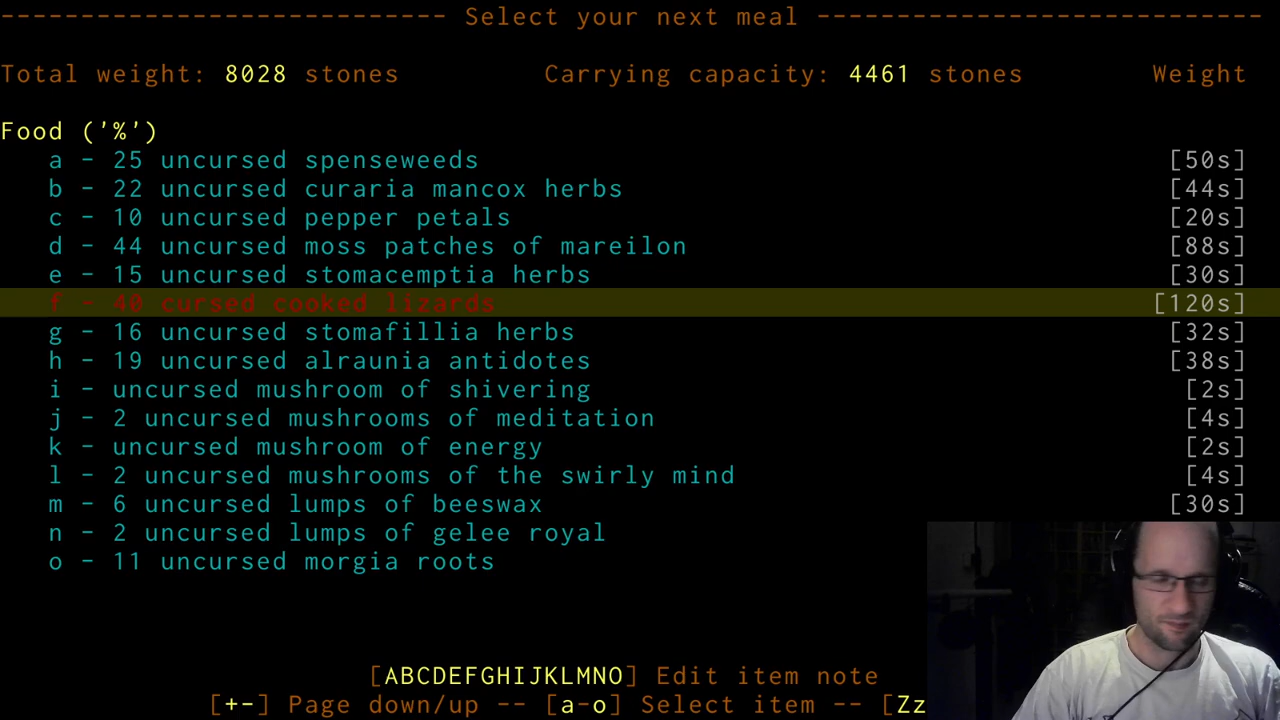 ---------------------------- Select your next meal ----------------------------
Total weight: 8028 stones Carrying capacity: 4461 stones Weight
Food ('%')
a - 25 uncursed spenseweeds [50s]
b - 22 uncursed curaria mancox herbs [44s]
c - 10 uncursed pepper petals [20s]
d - 44 uncursed moss patches of mareilon [88s]
e - 15 uncursed stomacemptia herbs [30s]
f - 40 cursed cooked lizards [120s]
g - 16 uncursed stomafillia herbs [32s]
h - 19 uncursed alraunia antidotes [38s]
i - uncursed mushroom of shivering [2s]
j - 2 uncursed mushrooms of meditation [4s]
k - uncursed mushroom of energy [2s]
l - 2 uncursed mushrooms of the swirly mind [4s]
m - 6 uncursed lumps of beeswax [30s]
n - 2 uncursed lumps of gelee royal
o - 11 uncursed morgia roots
[ABCDEFGHIJKLMNO] Edit item note
[+-] Page down/up -- [a-o] Select item -- [Zz